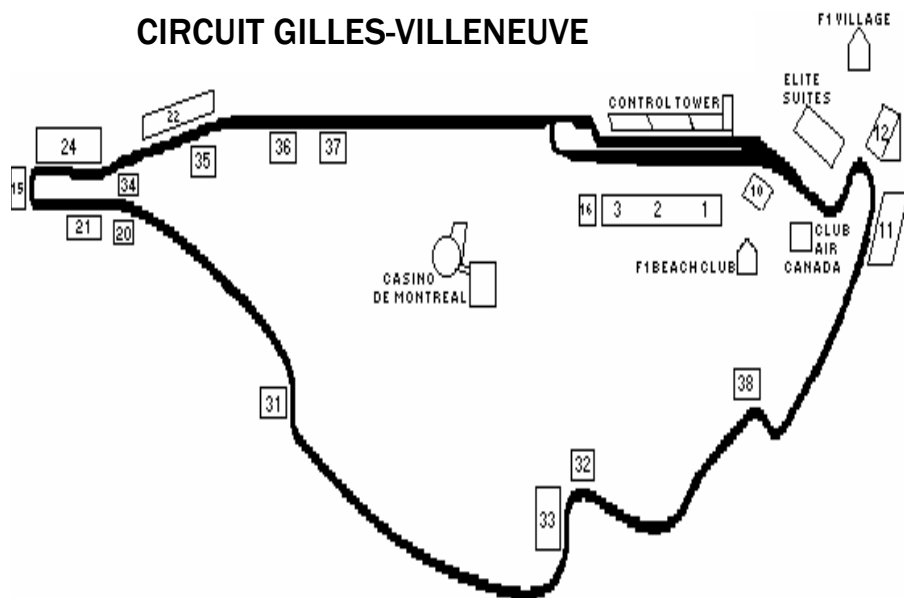 CIRCUIT GILLES-VILLENEUVE
F1 VILLAGE
ELITE
SUITES
CONTROL TOWER
22
24
12
35
36
37
34
15
10
16
3 2 1
11
21
20
CLUB
AIR
CANADA
F1 BEACH CLUB
CASINO
DE MONTREAL
38
31
32
33